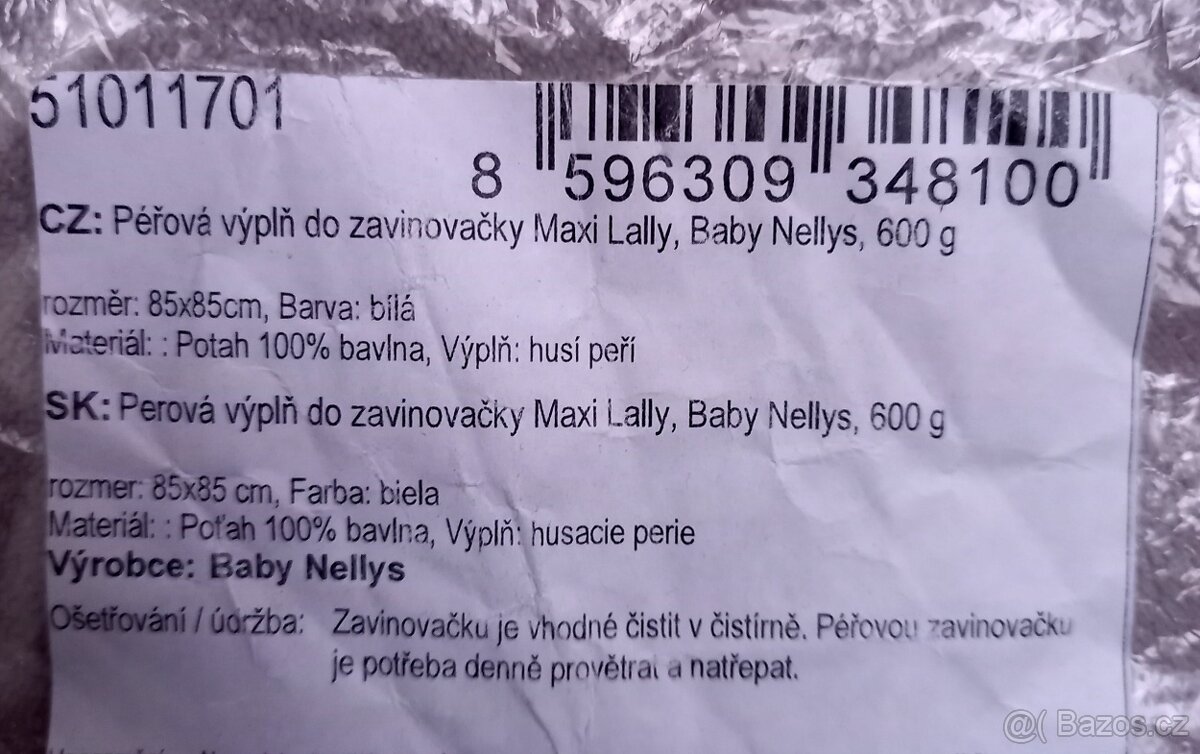 51011701
8 596309 348100
CZ: Péřová výplň do zavinovačky Maxi Lally, Baby Nellys, 600 g
rozměr: 85x85cm, Barva: bílá
Materiál: : Potah 100% bavlna, Výplň: husí peří
SK: Perová výplň do zavinovačky Maxi Lally, Baby Nellys, 600 g
rozmer: 85x85 cm, Farba: biela
Materiál: : Poťah 100% bavlna, Výplň: husacie perie
Výrobce: Baby Nellys
Ošetřování / údržba: Zavinovačku je vhodné čistit v čistírně. Péřovou zavinovačku
je potřeba denně provětrat a natřepat.
@( Bazos.cz